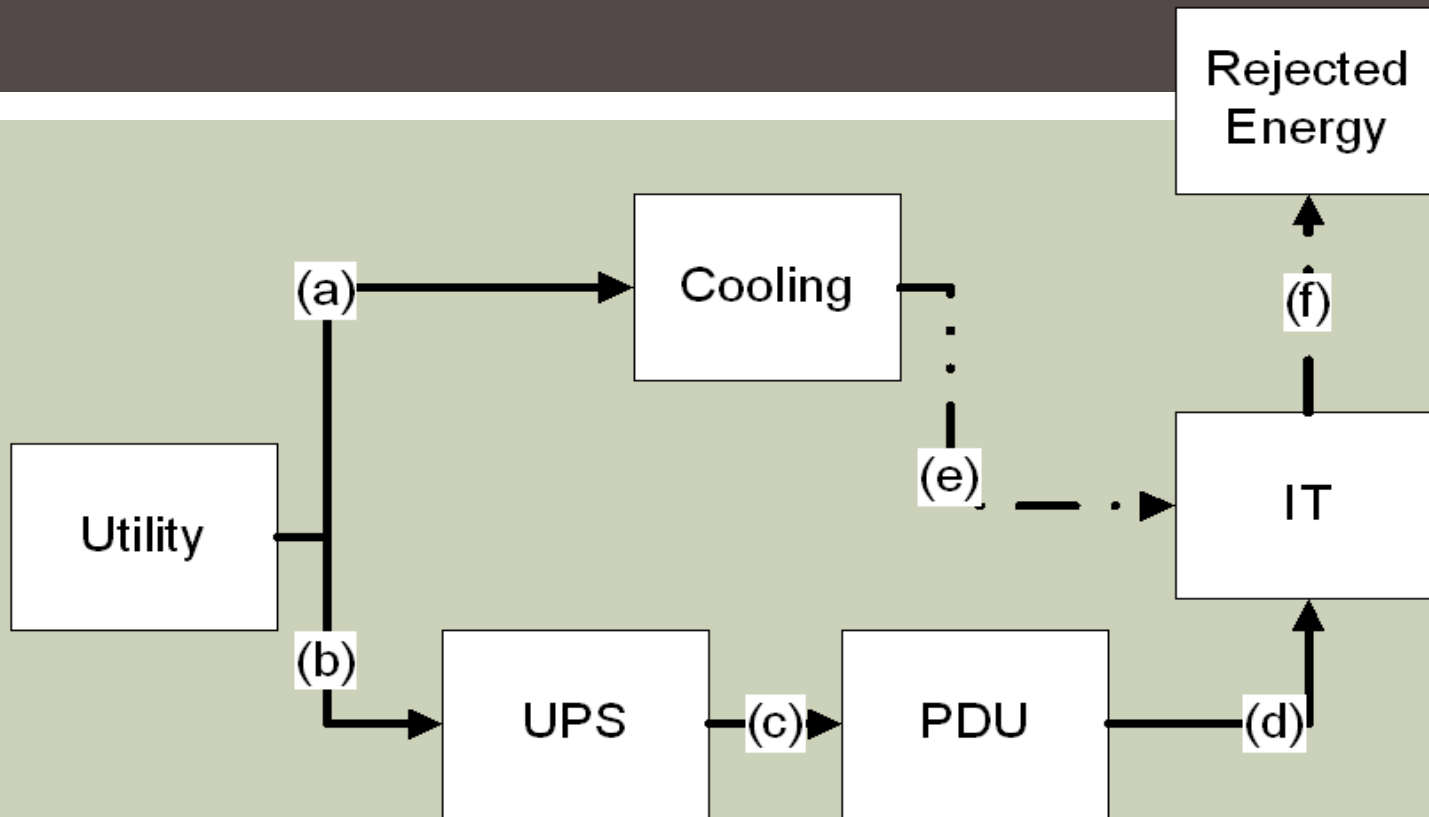 Rejected
Energy
(a)
Cooling
(f)
(e)
IT
Utility
(b)
UPS
(c)
PDU
(d)